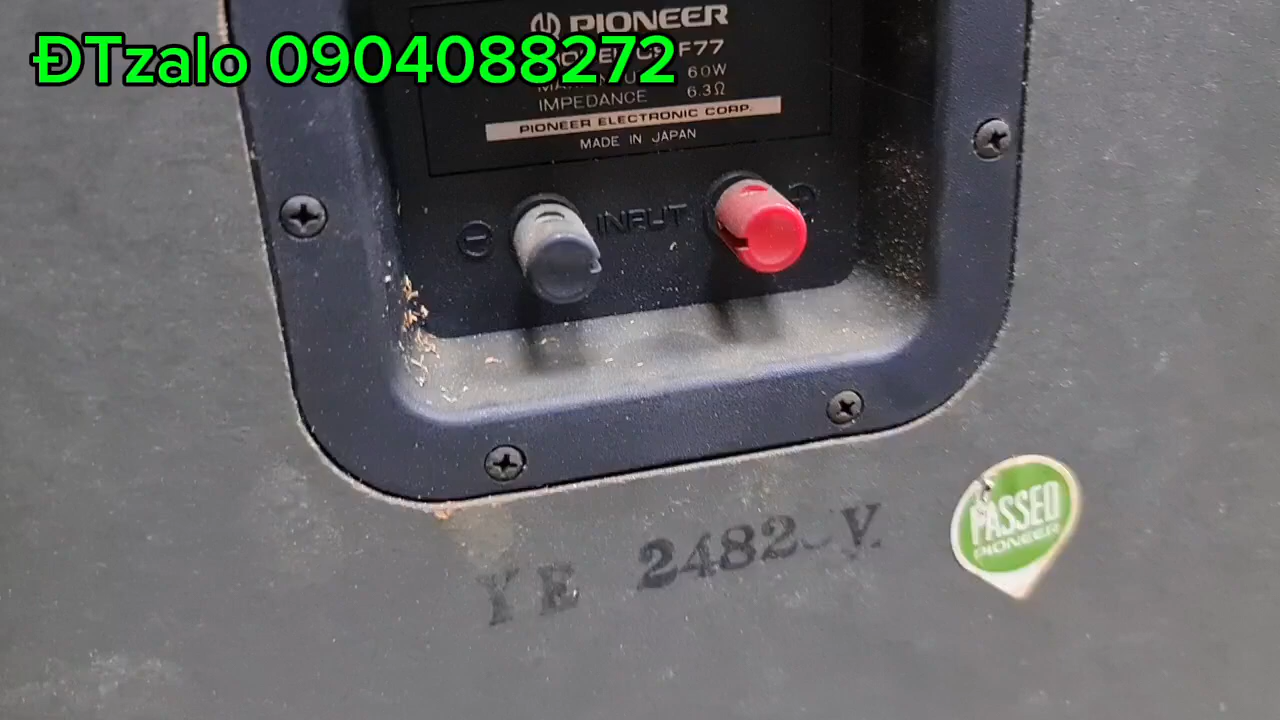 PIONEER
ĐTzalo 0904088272
F77
60W
IMPEDANCE 6.3Ω
PIONEER ELECTRONIC CORP.
MADE IN JAPAN
⊖ INPUT
PASSED
PIONEER
YE 2482 V.